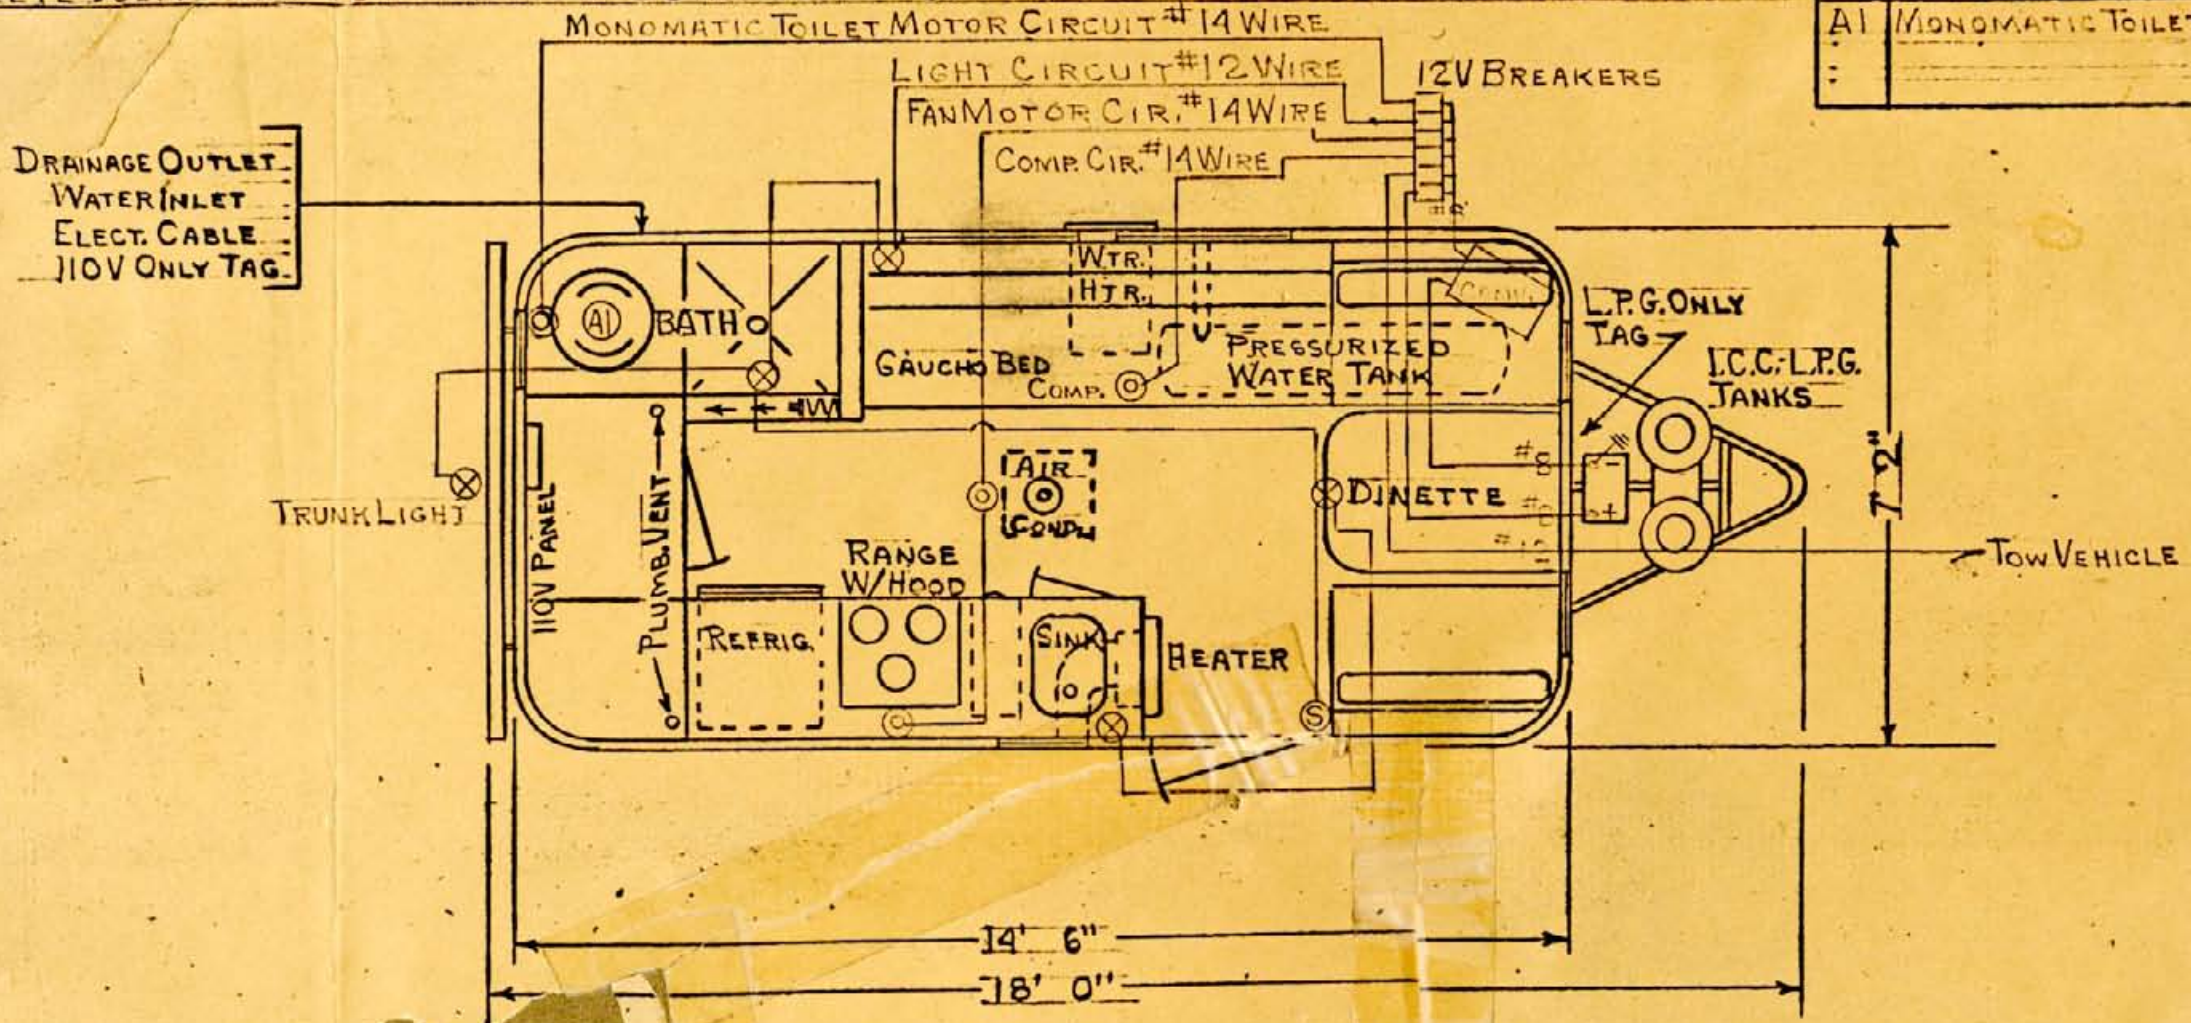 MONOMATIC TOILET MOTOR CIRCUIT #14 WIRE
A1 MONOMATIC TOILET
LIGHT CIRCUIT #12 WIRE
12V BREAKERS
FAN MOTOR CIR. #14 WIRE
COMP. CIR. #14 WIRE
DRAINAGE OUTLET
WATER INLET
ELECT. CABLE
110V ONLY TAG
WTR.
HTR.
L.P.G. ONLY
TAG
A1
BATH
GAUCHO BED
COMP.
PRESSURIZED
WATER TANK
I.C.C.-L.P.G.
TANKS
7' 2"
TRUNK LIGHT
110V PANEL
PLUMB. VENT
AIR
COND.
DINETTE
#8
-
+
TOW VEHICLE
RANGE
W/HOOD
REFRIG.
SINK
HEATER
S
14' 6"
18' 0"